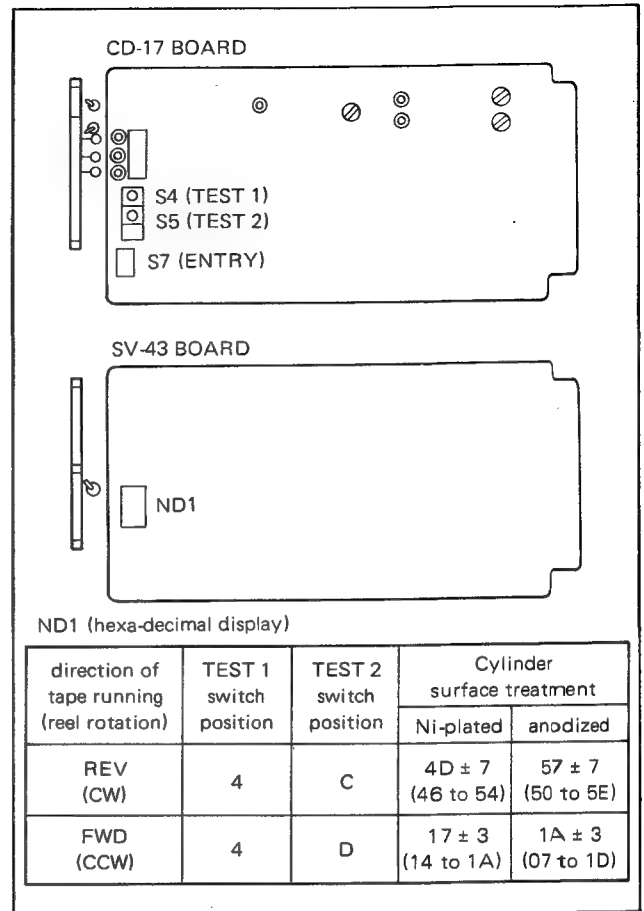 CD-17 BOARD
S4 (TEST 1)
S5 (TEST 2)
S7 (ENTRY)
SV-43 BOARD
ND1
ND1 (hexa-decimal display)
direction of
tape running
(reel rotation)
TEST 1
switch
position
TEST 2
switch
position
Cylinder
surface treatment
Ni-plated
anodized
REV
(CW)
4
C
4D ± 7
(46 to 54)
57 ± 7
(50 to 5E)
FWD
(CCW)
4
D
17 ± 3
(14 to 1A)
1A ± 3
(07 to 1D)